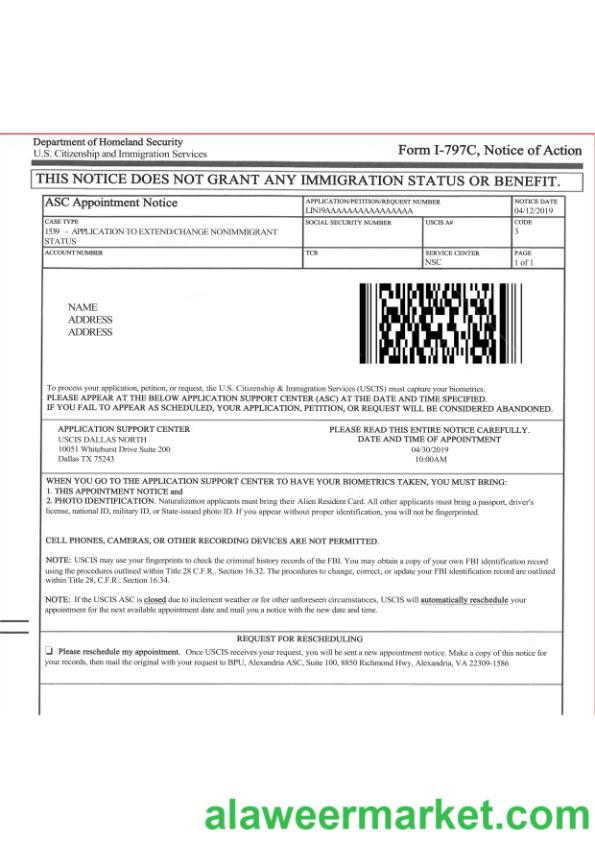 Department of Homeland Security
U.S. Citizenship and Immigration Services
Form I-797C, Notice of Action
THIS NOTICE DOES NOT GRANT ANY IMMIGRATION STATUS OR BENEFIT.
ASC Appointment Notice
APPLICATION/PETITION/REQUEST NUMBER
LIN19AAAAAAAAAAAAAAAA
NOTICE DATE
04/12/2019
CASE TYPE
1539 - APPLICATION TO EXTEND/CHANGE NONIMMIGRANT
STATUS
SOCIAL SECURITY NUMBER
USCIS A#
CODE
3
ACCOUNT NUMBER
TCR
SERVICE CENTER
NSC
PAGE
1 of 1
NAME
ADDRESS
ADDRESS
To process your application, petition, or request, the U.S. Citizenship & Immigration Services (USCIS) must capture your biometrics.
PLEASE APPEAR AT THE BELOW APPLICATION SUPPORT CENTER (ASC) AT THE DATE AND TIME SPECIFIED.
IF YOU FAIL TO APPEAR AS SCHEDULED, YOUR APPLICATION, PETITION, OR REQUEST WILL BE CONSIDERED ABANDONED.
APPLICATION SUPPORT CENTER
USCIS DALLAS NORTH
10051 Whitehurst Drive Suite 200
Dallas TX 75243
PLEASE READ THIS ENTIRE NOTICE CAREFULLY.
DATE AND TIME OF APPOINTMENT
04/30/2019
10:00AM
WHEN YOU GO TO THE APPLICATION SUPPORT CENTER TO HAVE YOUR BIOMETRICS TAKEN, YOU MUST BRING:
1. THIS APPOINTMENT NOTICE and
2. PHOTO IDENTIFICATION. Naturalization applicants must bring their Alien Resident Card. All other applicants must bring a passport, driver's
license, national ID, military ID, or State-issued photo ID. If you appear without proper identification, you will not be fingerprinted.
CELL PHONES, CAMERAS, OR OTHER RECORDING DEVICES ARE NOT PERMITTED.
NOTE: USCIS may use your fingerprints to check the criminal history records of the FBI. You may obtain a copy of your own FBI identification record
using the procedures outlined within Title 28 C.F.R.. Section 16.32. The procedures to change, correct, or update your FBI identification record are outlined
within Title 28, C.F.R.. Section 16.34.
NOTE: If the USCIS ASC is closed due to inclement weather or for other unforeseen circumstances, USCIS will automatically reschedule your
appointment for the next available appointment date and mail you a notice with the new date and time.
REQUEST FOR RESCHEDULING
Please reschedule my appointment. Once USCIS receives your request, you will be sent a new appointment notice. Make a copy of this notice for
your records, then mail the original with your request to BPU, Alexandria ASC, Suite 100, 8850 Richmond Hwy, Alexandria, VA 22309-1586
alaweermarket.com